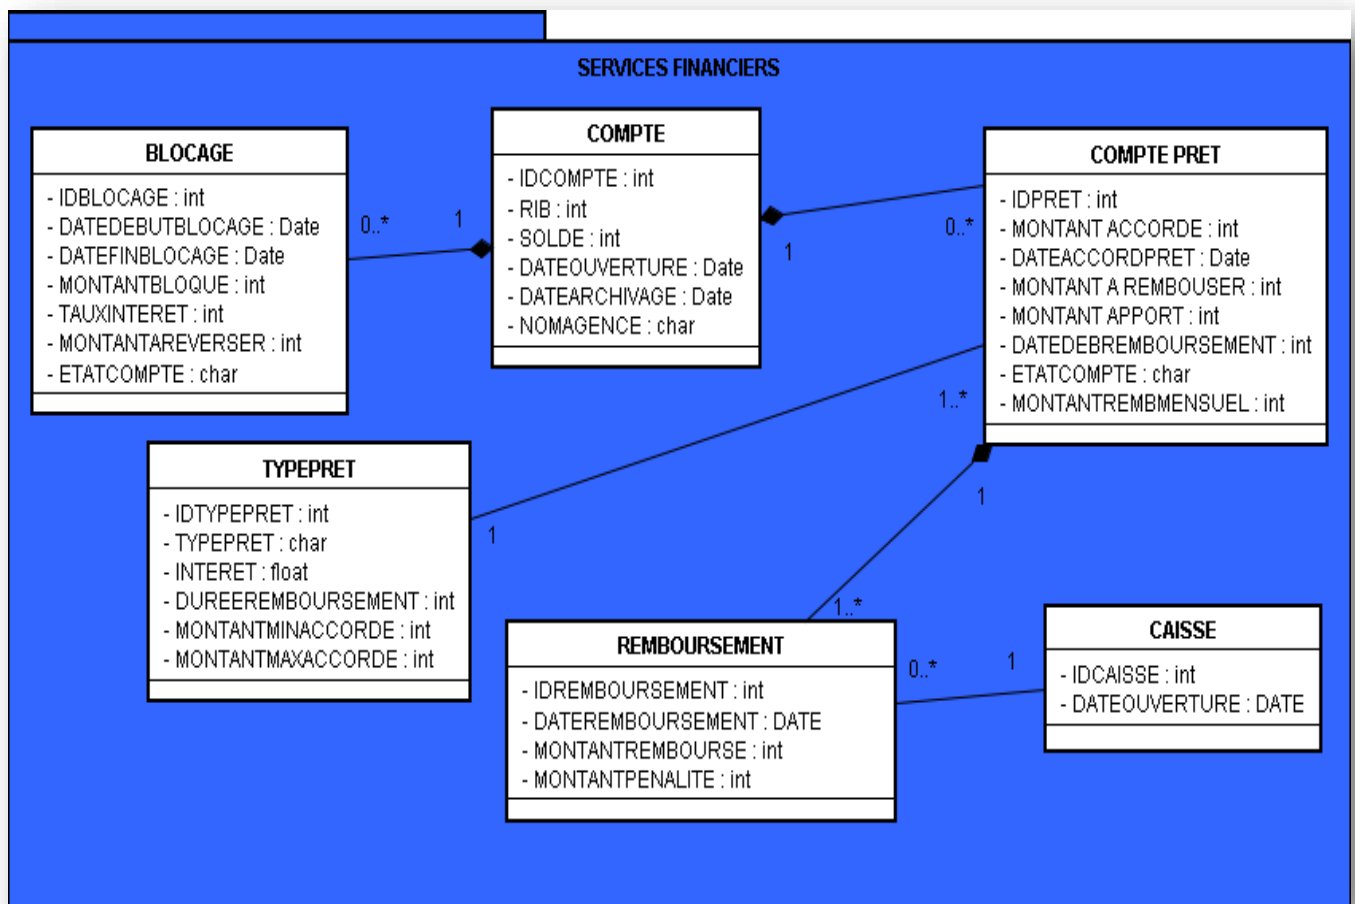 SERVICES FINANCIERS
BLOCAGE
- IDBLOCAGE : int
- DATEDEBUTBLOCAGE : Date
- DATEFINBLOCAGE : Date
- MONTANTBLOQUE : int
- TAUXINTERET : int
- MONTANTAREVERSER : int
- ETATCOMPTE : char
0..*
1
COMPTE
- IDCOMPTE : int
- RIB : int
- SOLDE : int
- DATEOUVERTURE : Date
- DATEARCHIVAGE : Date
- NOMAGENCE : char
1
0..*
COMPTE PRET
- IDPRET : int
- MONTANT ACCORDE : int
- DATEACCORDPRET : Date
- MONTANT A REMBOUSER : int
- MONTANT APPORT : int
- DATEDEBREMBOURSEMENT : int
- ETATCOMPTE : char
- MONTANTREMBMENSUEL : int
1..*
1
TYPEPRET
- IDTYPEPRET : int
- TYPEPRET : char
- INTERET : float
- DUREEREMBOURSEMENT : int
- MONTANTMINACCORDE : int
- MONTANTMAXACCORDE : int
1
1..*
REMBOURSEMENT
- IDREMBOURSEMENT : int
- DATEREMBOURSEMENT : DATE
- MONTANTREMBOURSE : int
- MONTANTPENALITE : int
0..*
1
CAISSE
- IDCAISSE : int
- DATEOUVERTURE : DATE